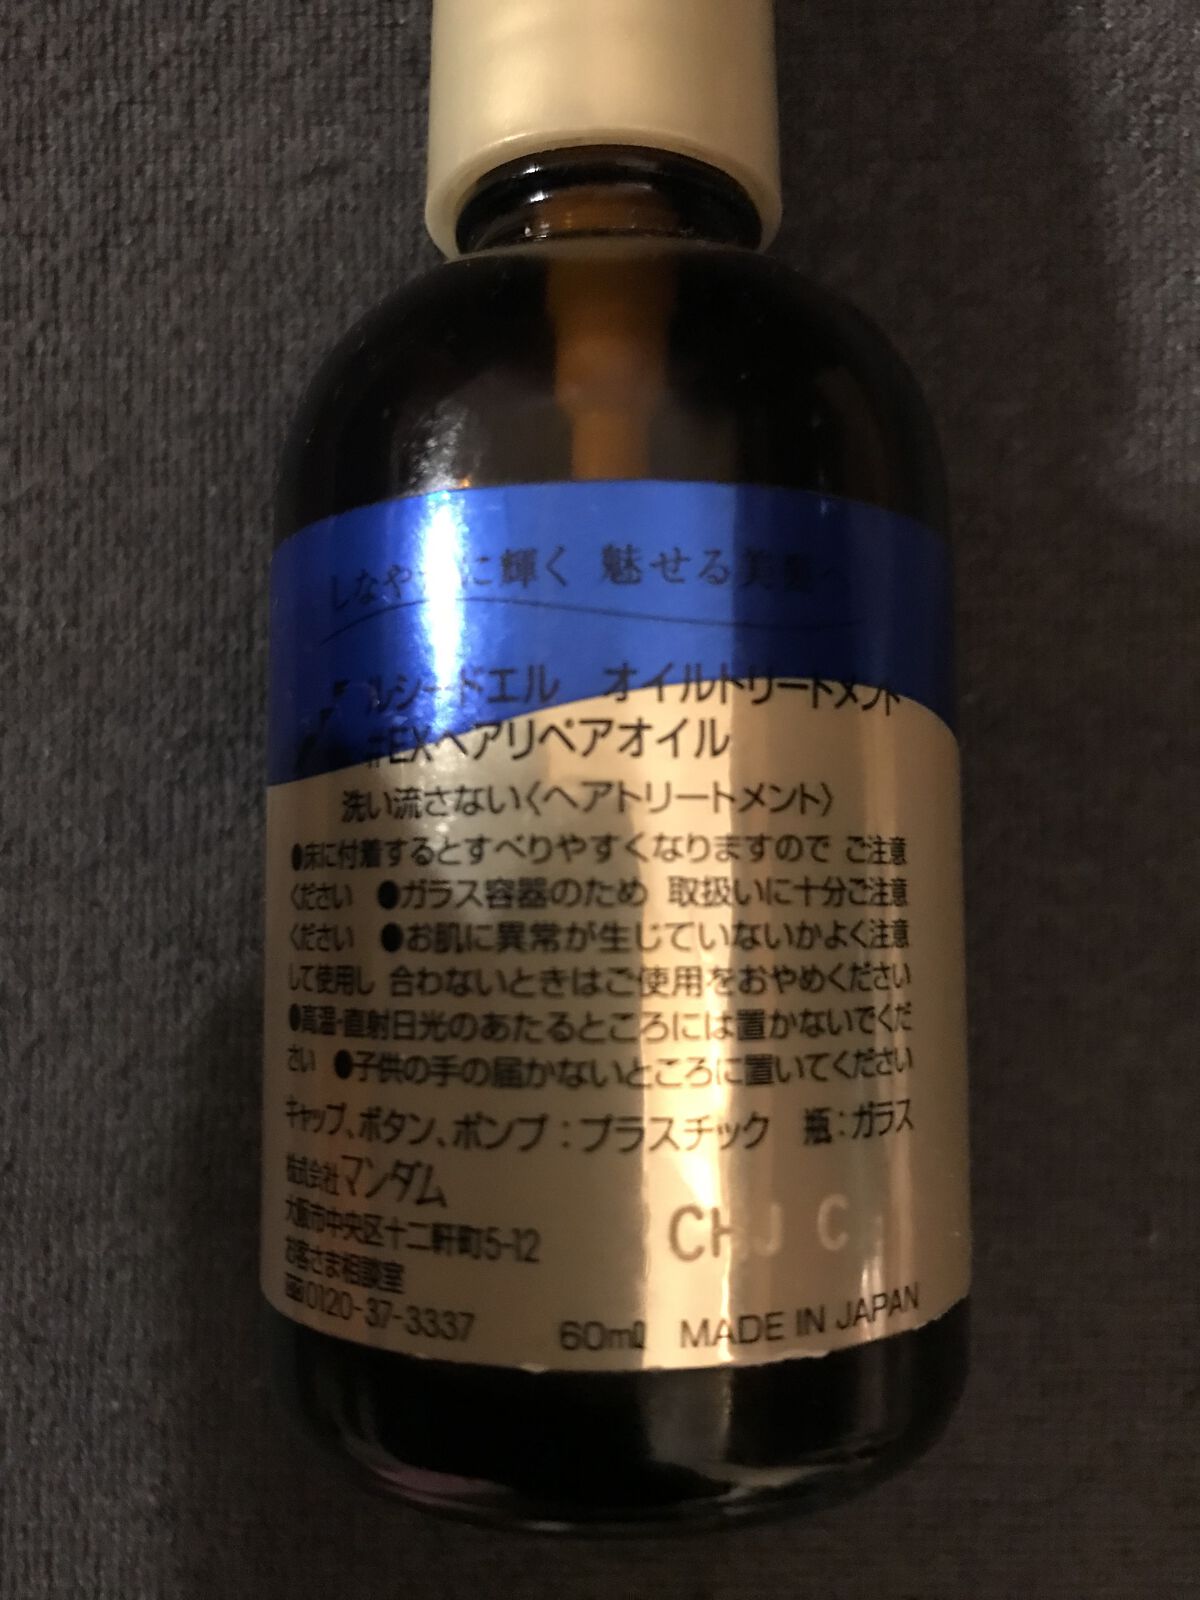 しなやかに輝く 魅せる美髪へ
ルシードエル オイルトリートメント
#EXヘアリペアオイル
洗い流さない〈ヘアトリートメント〉
●床に付着するとすべりやすくなりますので ご注意
ください ●ガラス容器のため 取扱いに十分ご注意
ください ●お肌に異常が生じていないかよく注意
して使用し 合わないときはご使用をおやめください
●高温・直射日光のあたるところには置かないでくだ
さい ●子供の手の届かないところに置いてください
キャップ、ボタン、ポンプ：プラスチック 瓶：ガラス
株式会社マンダム
大阪市中央区十二軒町5-12
お客さま相談室
0120-37-3337
60mℓ MADE IN JAPAN